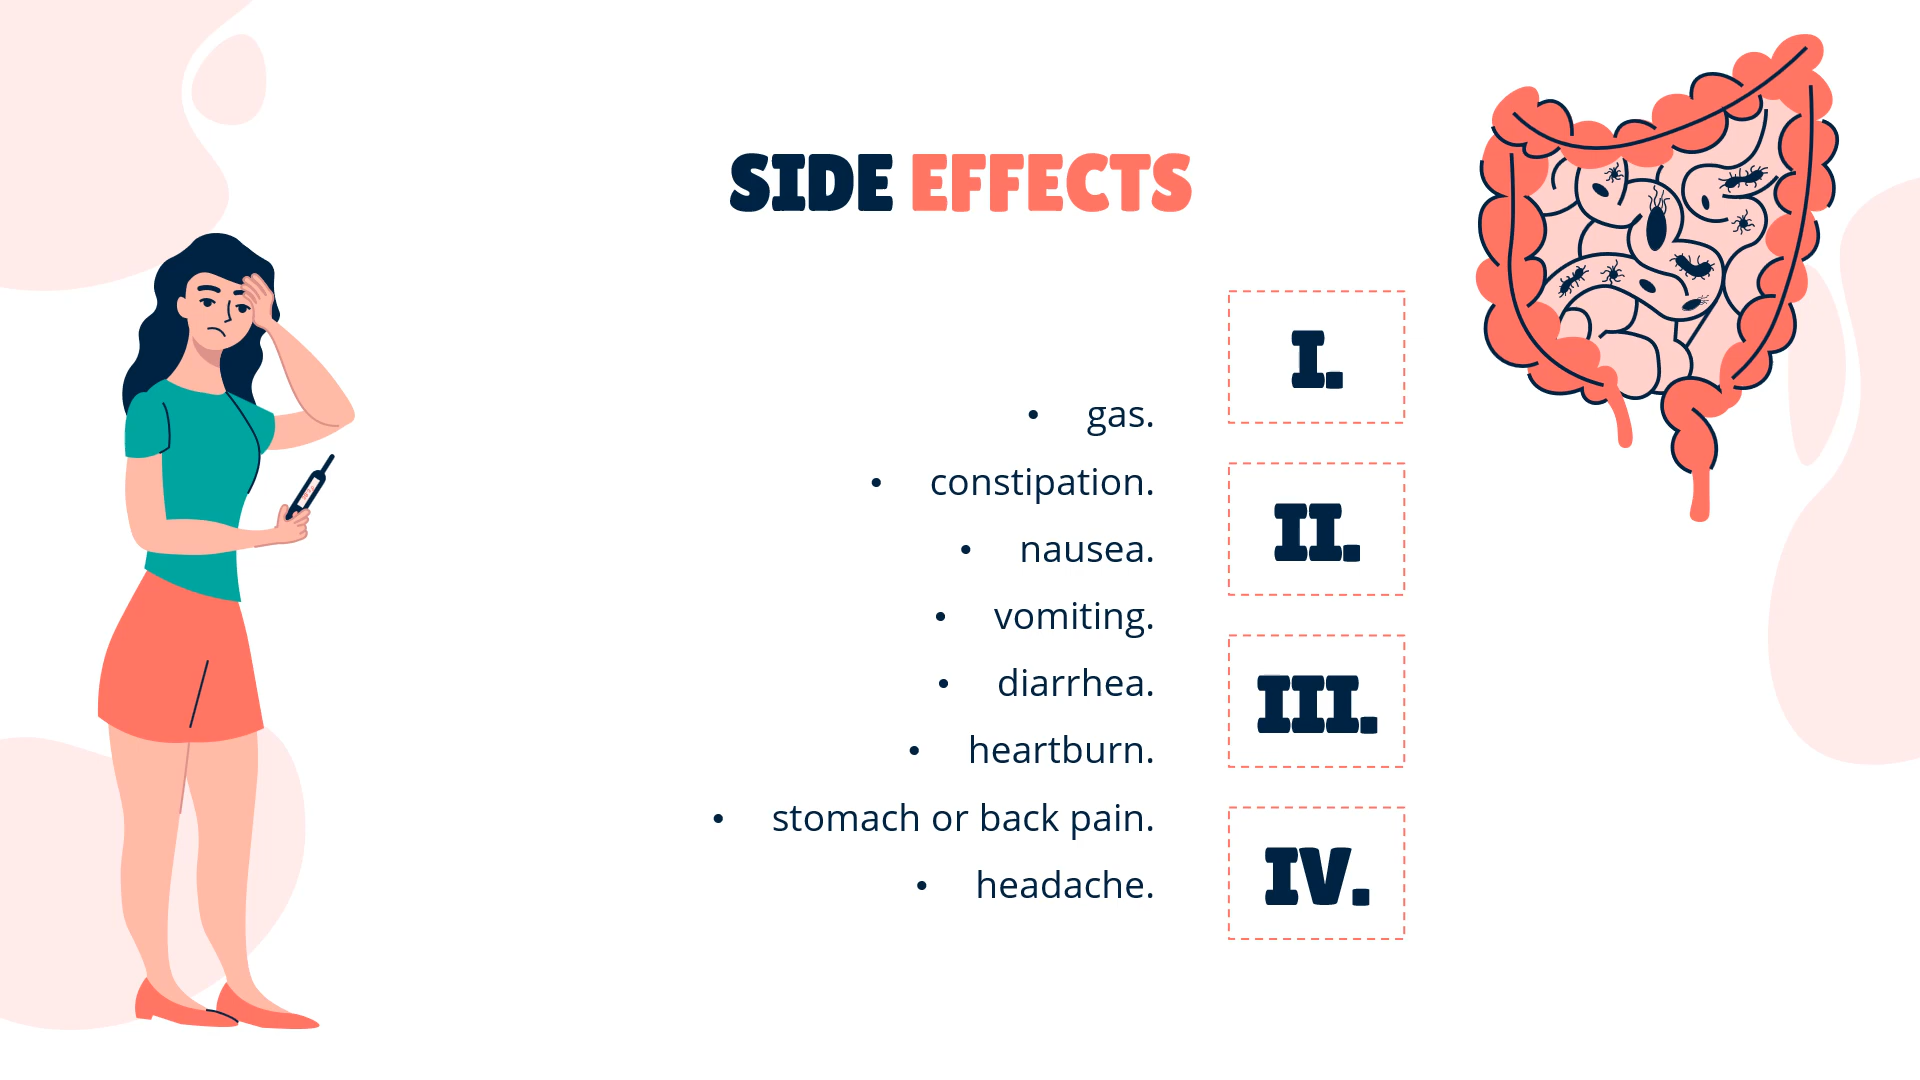 SIDE EFFECTS
• gas.
• constipation.
• nausea.
• vomiting.
• diarrhea.
• heartburn.
• stomach or back pain.
• headache.
I.
II.
III.
IV.